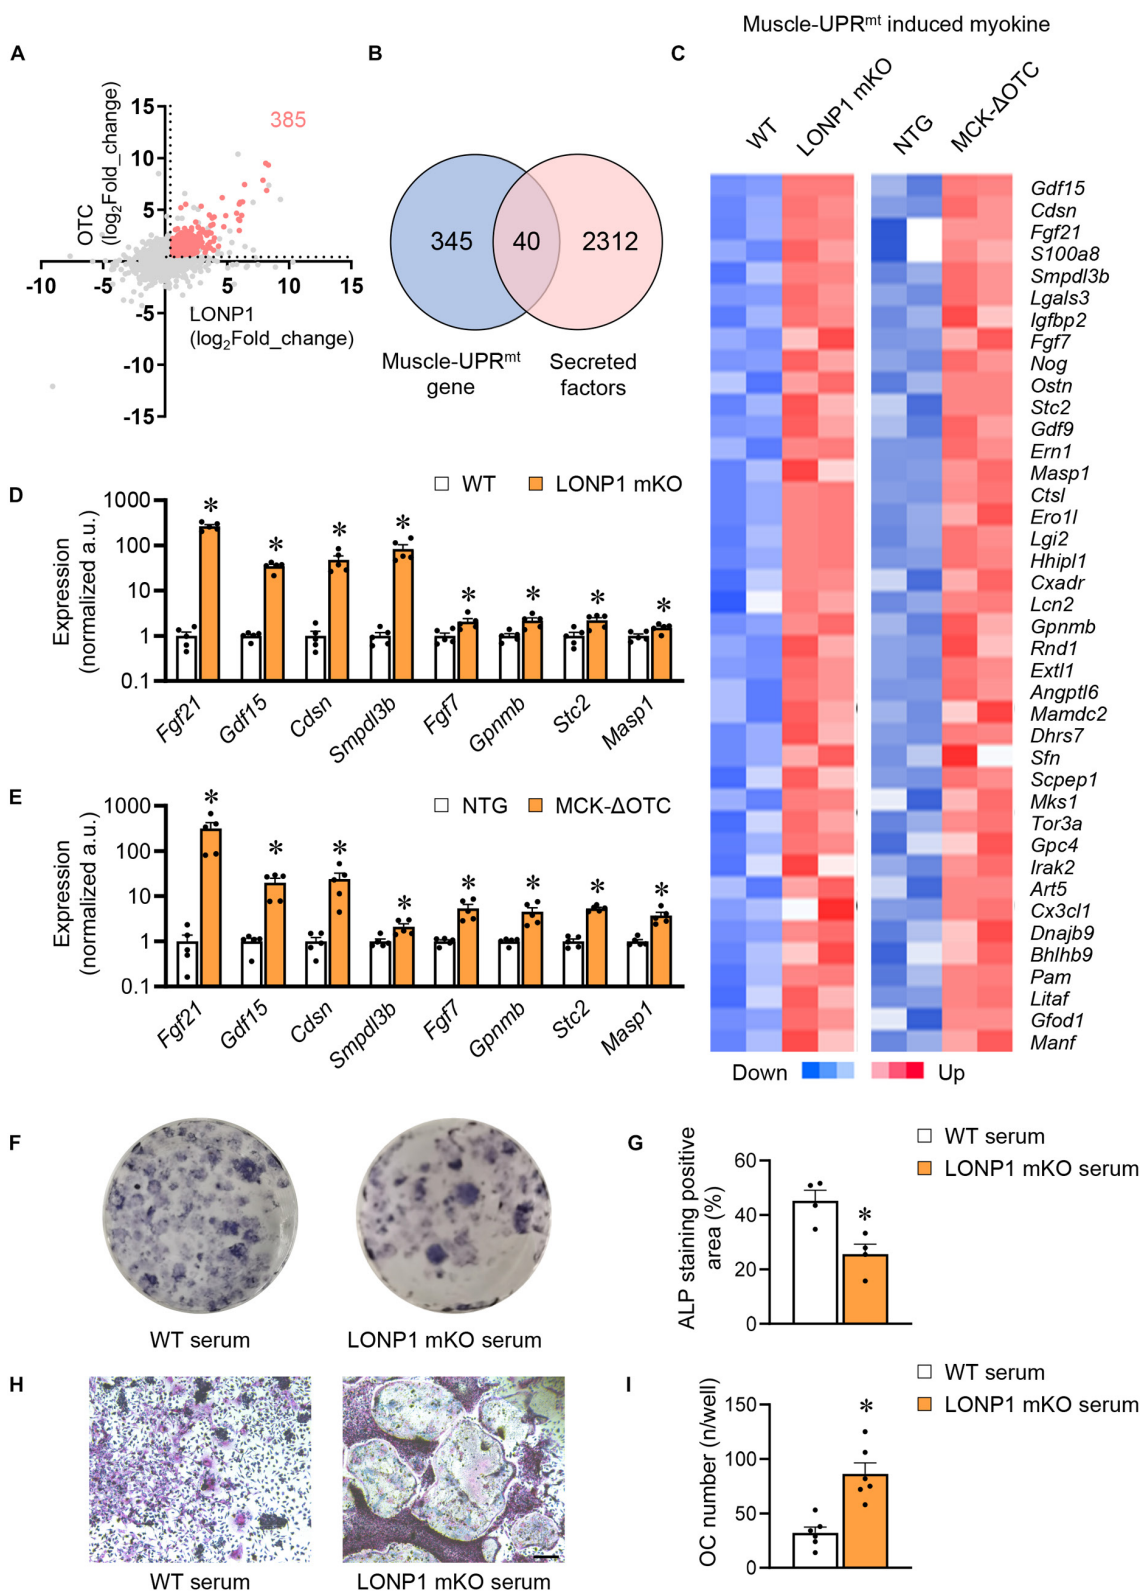 Muscle-UPRmt induced myokine
A
B
C
385
OTC
(log2Fold_change)
15
10
5
-10
-5
5
10
15
-5
-10
-15
LONP1
(log2Fold_change)
345
40
2312
Muscle-UPRmt
gene
Secreted
factors
WT
LONP1 mKO
NTG
MCK-ΔOTC
Gdf15
Cdsn
Fgf21
S100a8
Smpdl3b
Lgals3
Igfbp2
Fgf7
Nog
Ostn
Stc2
Gdf9
Ern1
Masp1
Ctsl
Ero1l
Lgi2
Hhipl1
Cxadr
Lcn2
Gpnmb
Rnd1
Extl1
Angptl6
Mamdc2
Dhrs7
Sfn
Scpep1
Mks1
Tor3a
Gpc4
Irak2
Art5
Cx3cl1
Dnajb9
Bhlhb9
Pam
Litaf
Gfod1
Manf
Down
Up
D
WT
LONP1 mKO
Expression
(normalized a.u.)
1000
100
10
1
0.1
* * * * * * * *
Fgf21
Gdf15
Cdsn
Smpdl3b
Fgf7
Gpnmb
Stc2
Masp1
E
NTG
MCK-ΔOTC
Expression
(normalized a.u.)
1000
100
10
1
0.1
* * * * * * * *
Fgf21
Gdf15
Cdsn
Smpdl3b
Fgf7
Gpnmb
Stc2
Masp1
F
WT serum
LONP1 mKO serum
G
WT serum
LONP1 mKO serum
ALP staining positive
area (%)
60
40
20
0
*
H
WT serum
LONP1 mKO serum
I
WT serum
LONP1 mKO serum
OC number (n/well)
150
100
50
0
*